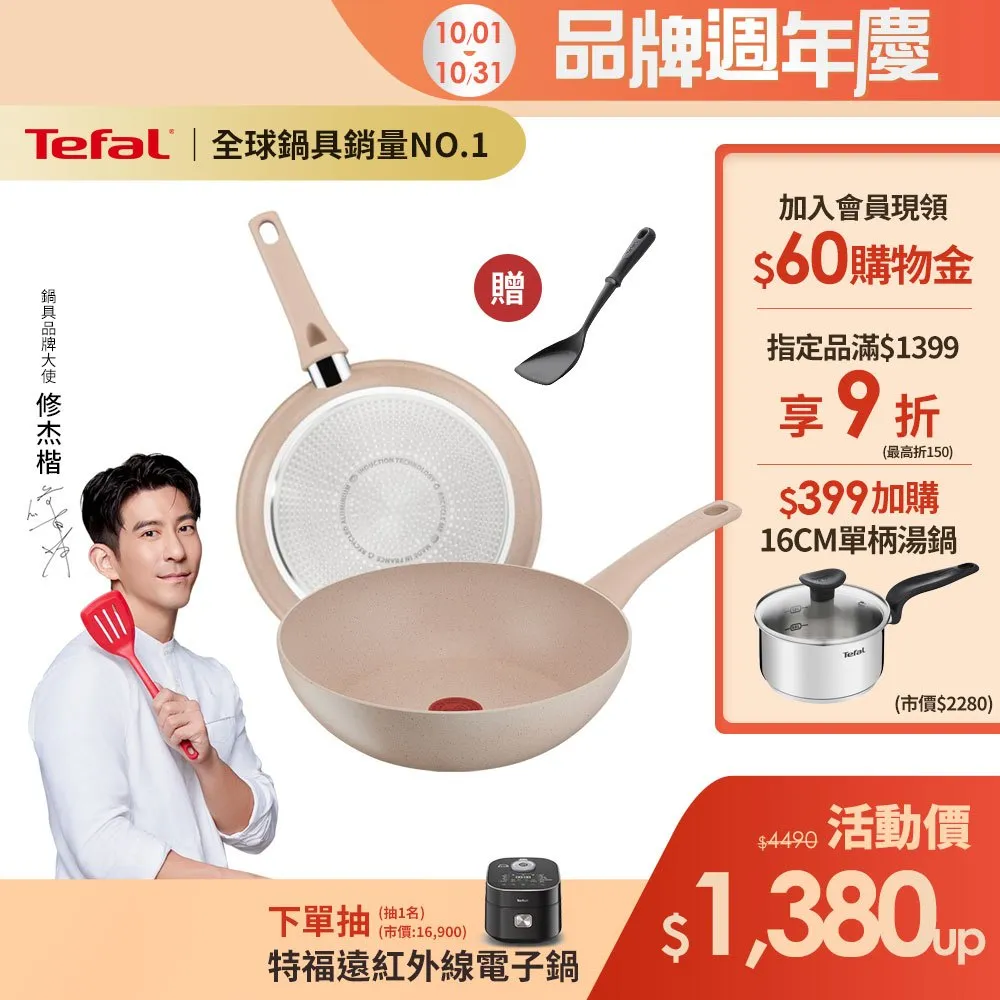 10/01
10/31
品牌週年慶
Tefal® | 全球鍋具銷量NO.1
鍋具品牌大使
修杰楷
贈
INDUCTION TECHNOLOGY
MADE IN FRANCE
加入會員現領
$60購物金
指定品滿$1399
享9折
(最高折150)
$399加購
16CM單柄湯鍋
Tefal
(市價$2280)
$4490 活動價
$1,380up
下單抽 (抽1名)
(市價:16,900)
特福遠紅外線電子鍋